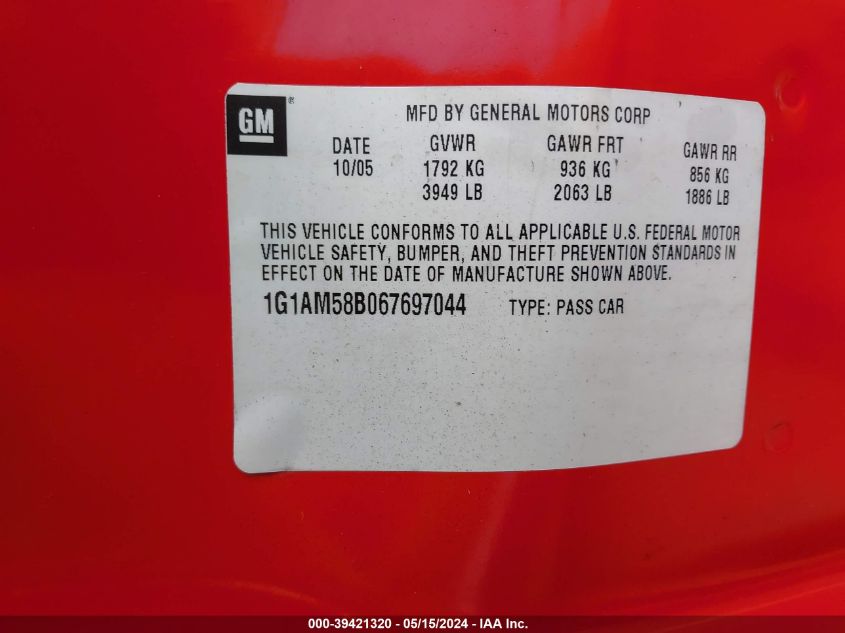 GM®
MFD BY GENERAL MOTORS CORP
DATE GVWR GAWR FRT GAWR RR
10/05 1792 KG 936 KG 856 KG
3949 LB 2063 LB 1886 LB
THIS VEHICLE CONFORMS TO ALL APPLICABLE U.S. FEDERAL MOTOR
VEHICLE SAFETY, BUMPER, AND THEFT PREVENTION STANDARDS IN
EFFECT ON THE DATE OF MANUFACTURE SHOWN ABOVE.
1G1AM58B067697044 TYPE: PASS CAR
000-39421320 - 05/15/2024 - IAA Inc.